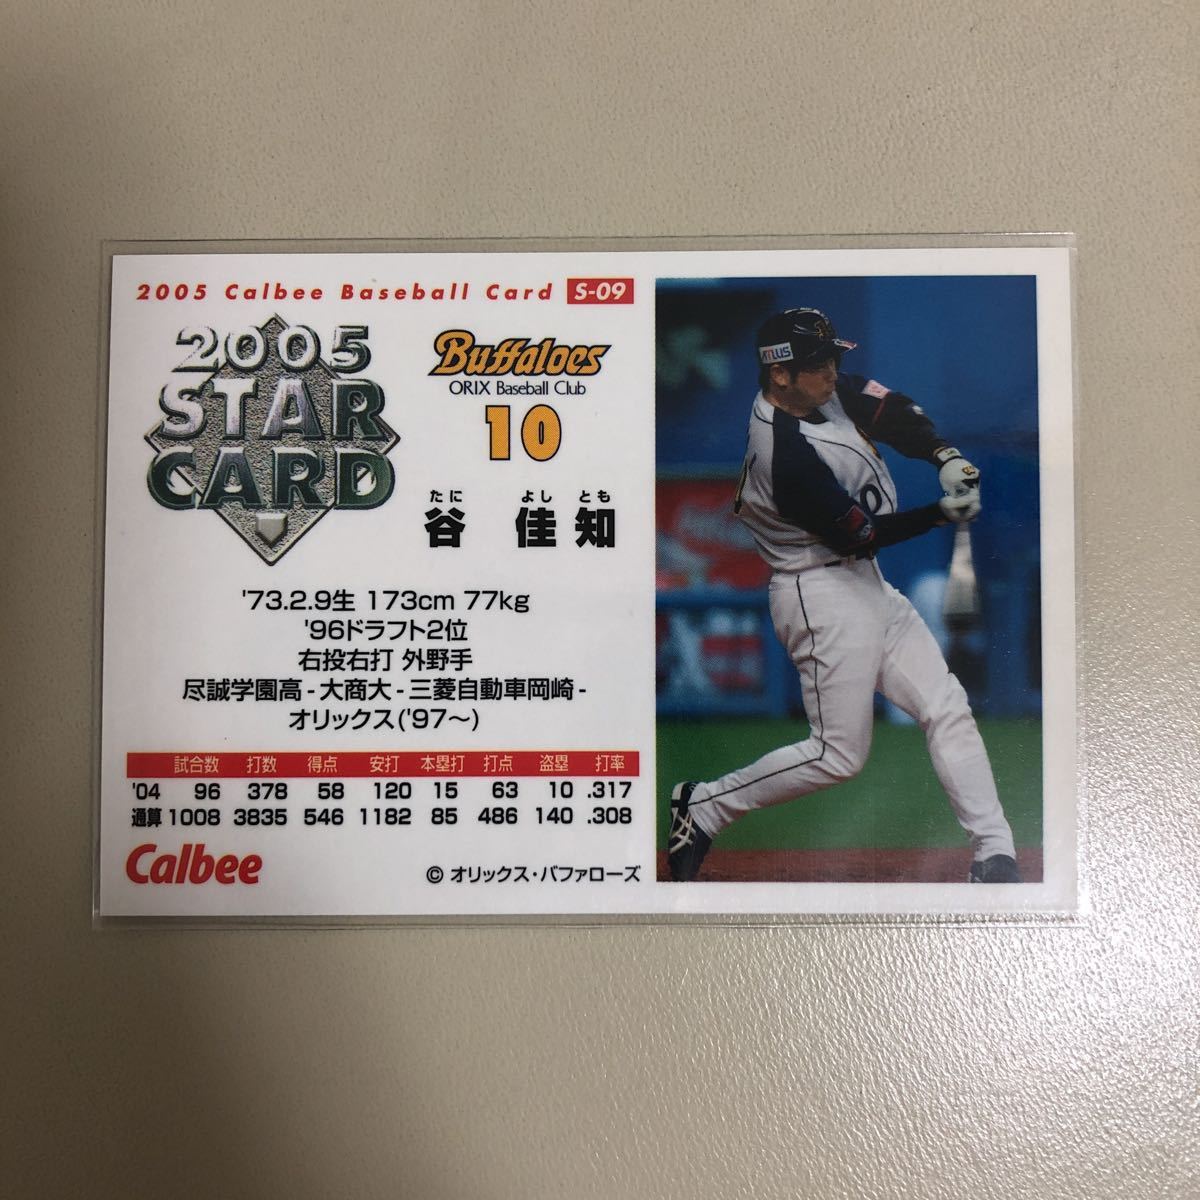 2005 Calbee Baseball Card S-09
2005
STAR
CARD
Buffaloes
ORIX Baseball Club
10
たに よし とも
谷 佳 知
'73.2.9生 173cm 77kg
'96ドラフト2位
右投右打 外野手
尽誠学園高-大商大-三菱自動車岡崎-
オリックス('97〜)
試合数 打数 得点 安打 本塁打 打点 盗塁 打率
'04 96 378 58 120 15 63 10 .317
通算 1008 3835 546 1182 85 486 140 .308
Calbee
© オリックス・バファローズ